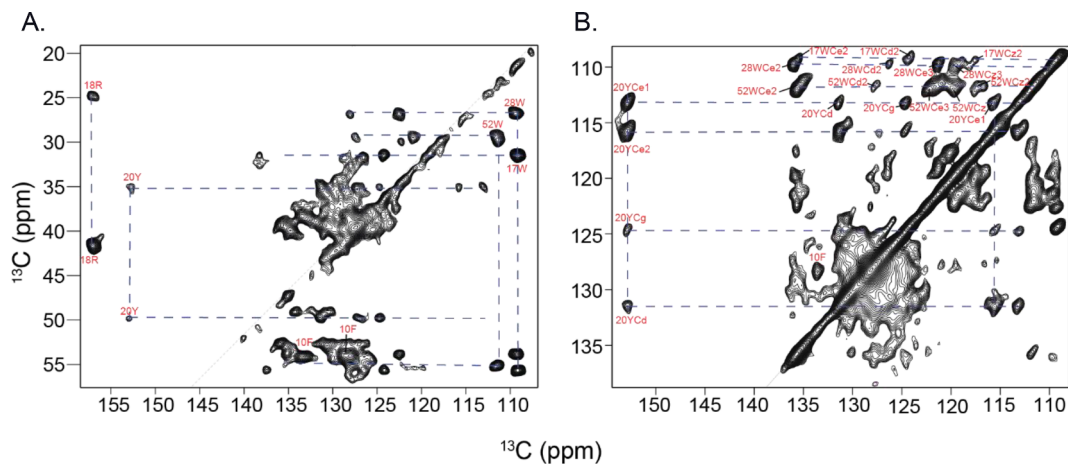 A.
B.
20
25
30
35
40
45
50
55
13C (ppm)
155
150
145
140
135
130
125
120
115
110
18R
28W
52W
20Y
17W
18R
20Y
10F
10F
110
115
120
125
130
135
13C (ppm)
150
145
140
135
130
125
120
115
110
17WCe2
17WCd2
17WCz2
28WCe2
28WCd2
28WCe3
28WCz3
52WCe2
52WCd2
52WCz2
20YCe1
20YCd
20YCg
52WCe3
52WCz
20YCe1
20YCe2
20YCg
10F
20YCd
13C (ppm)